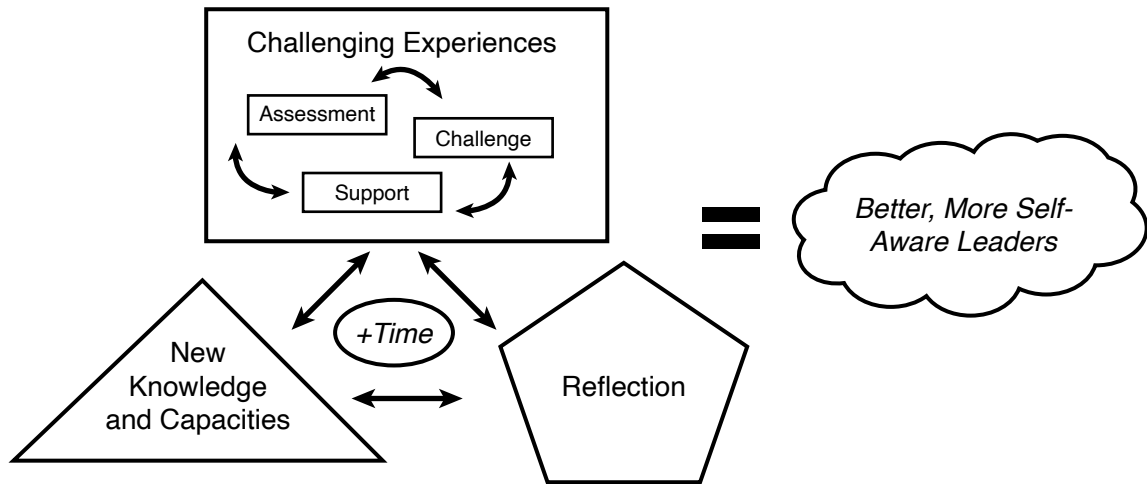 Challenging Experiences
Assessment
Challenge
Support
+Time
New
Knowledge
and Capacities
Reflection
=
Better, More Self-
Aware Leaders